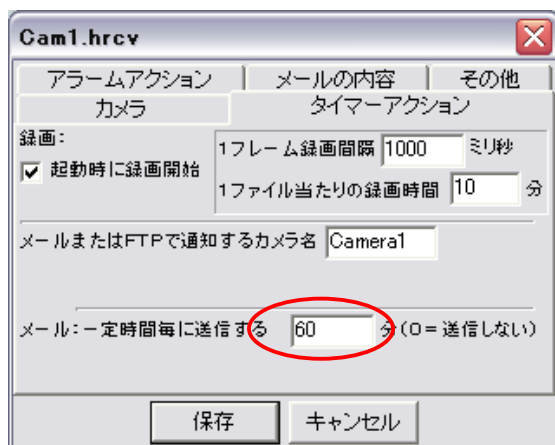 Cam1.hrcv
アラームアクション メールの内容 その他
カメラ タイマーアクション
録画:
起動時に録画開始
1フレーム録画間隔 1000 ミリ秒
1ファイル当たりの録画時間 10 分
メールまたはFTPで通知するカメラ名 Camera1
メール:一定時間毎に送信する 60 分(0=送信しない)
保存 キャンセル